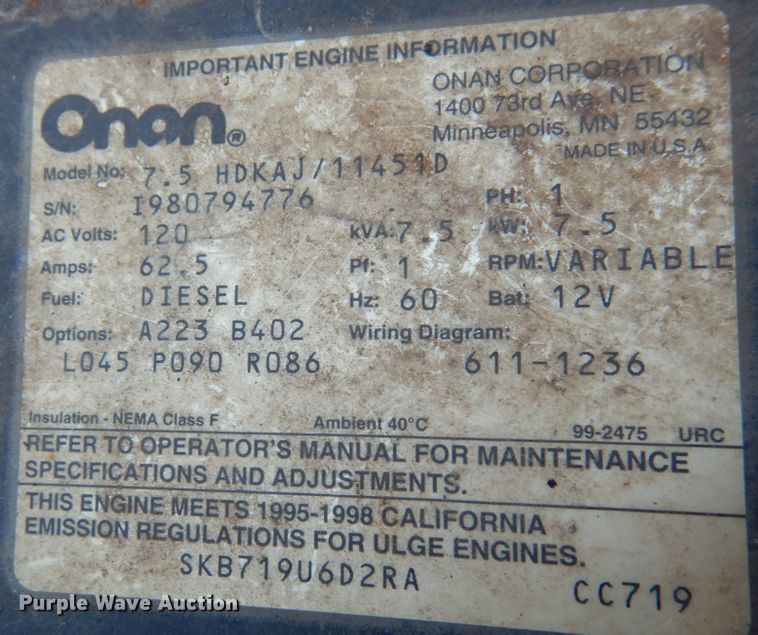 IMPORTANT ENGINE INFORMATION
Onan®
ONAN CORPORATION
1400 73rd Ave. NE
Minneapolis, MN 55432
MADE IN U.S.A.
Model No: 7.5 HDKAJ/11451D
S/N: I980794776 PH: 1
AC Volts: 120 kVA: 7.5 kW: 7.5
Amps: 62.5 Pf: 1 RPM: VARIABLE
Fuel: DIESEL Hz: 60 Bat: 12V
Options: A223 B402 Wiring Diagram:
L045 P090 R086 611-1236
Insulation - NEMA Class F Ambient 40°C 99-2475 URC
REFER TO OPERATOR'S MANUAL FOR MAINTENANCE
SPECIFICATIONS AND ADJUSTMENTS.
THIS ENGINE MEETS 1995-1998 CALIFORNIA
EMISSION REGULATIONS FOR ULGE ENGINES.
SKB719U6D2RA CC719
Purple Wave Auction